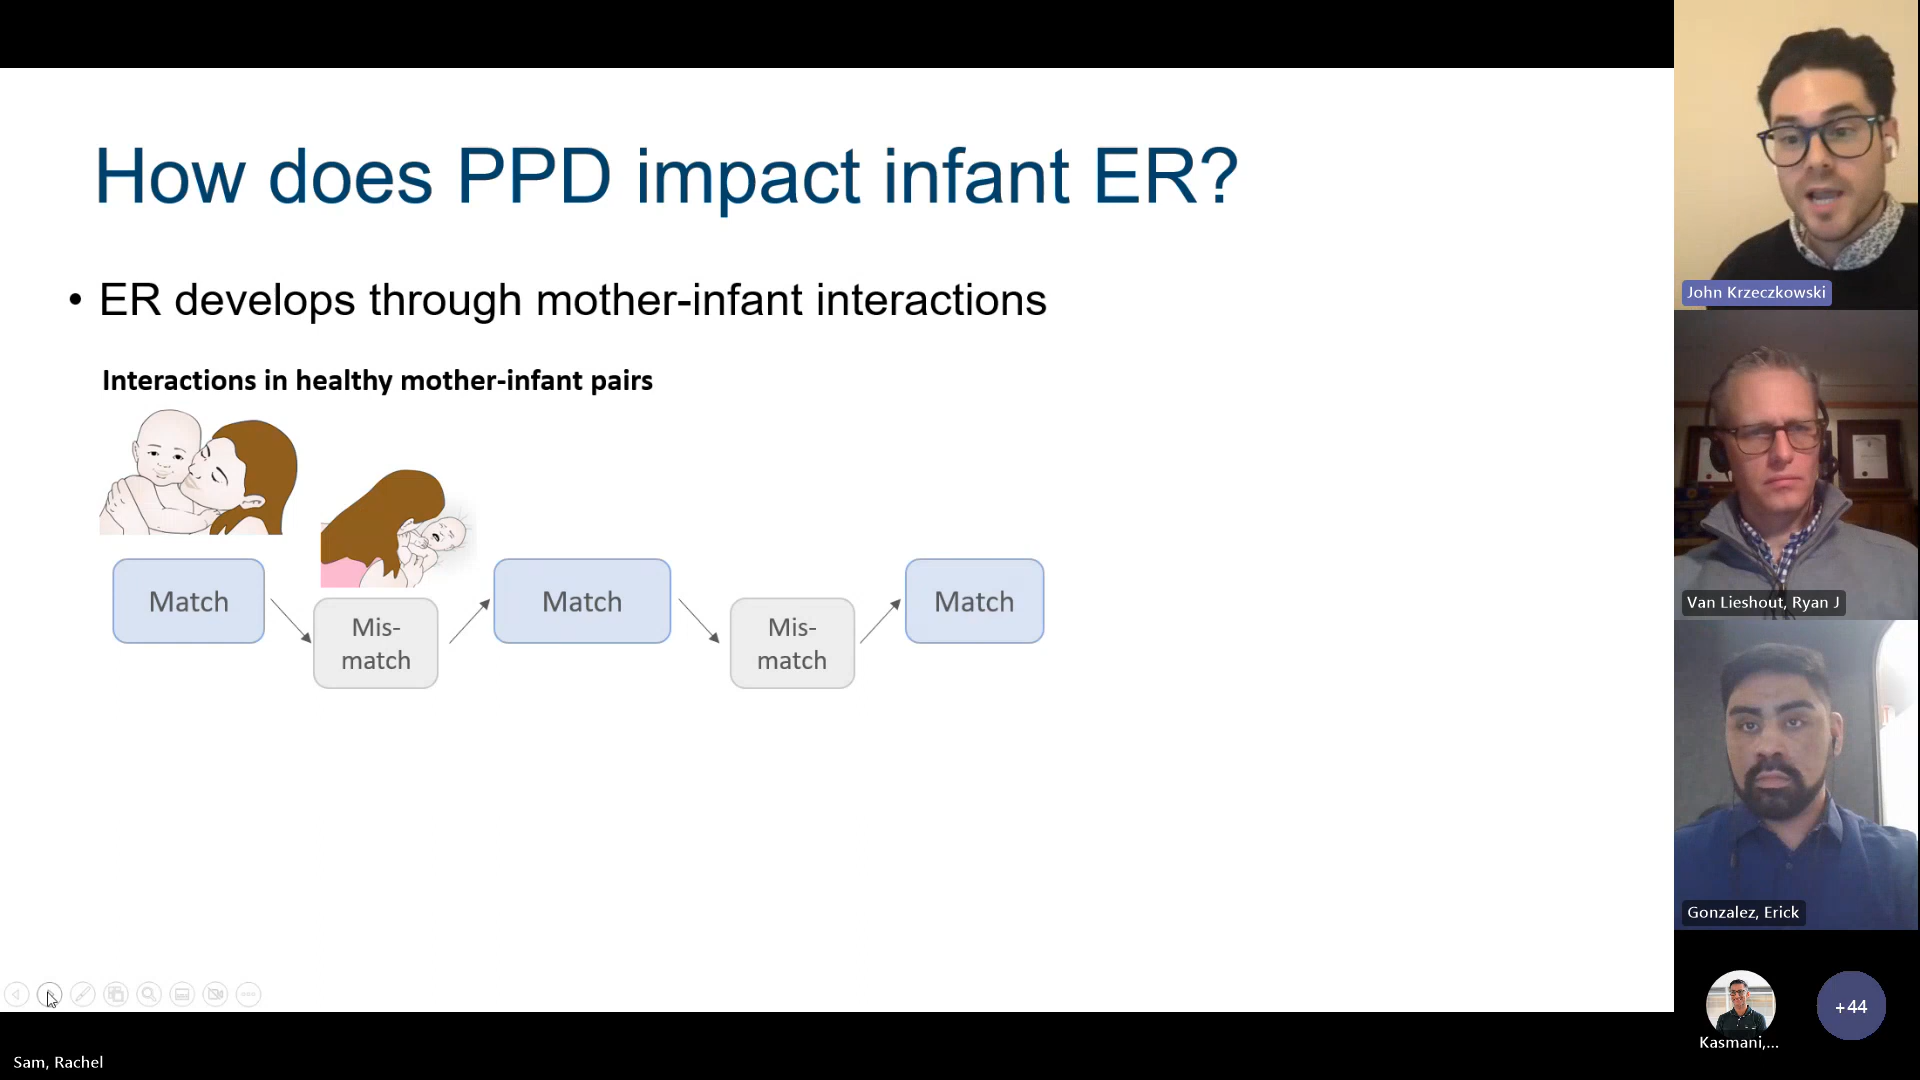 How does PPD impact infant ER?
• ER develops through mother-infant interactions
Interactions in healthy mother-infant pairs
Match
Mis-
match
Match
Mis-
match
Match
John Krzeczkowski
Van Lieshout, Ryan J
Gonzalez, Erick
Kasmani,...
+44
Sam, Rachel